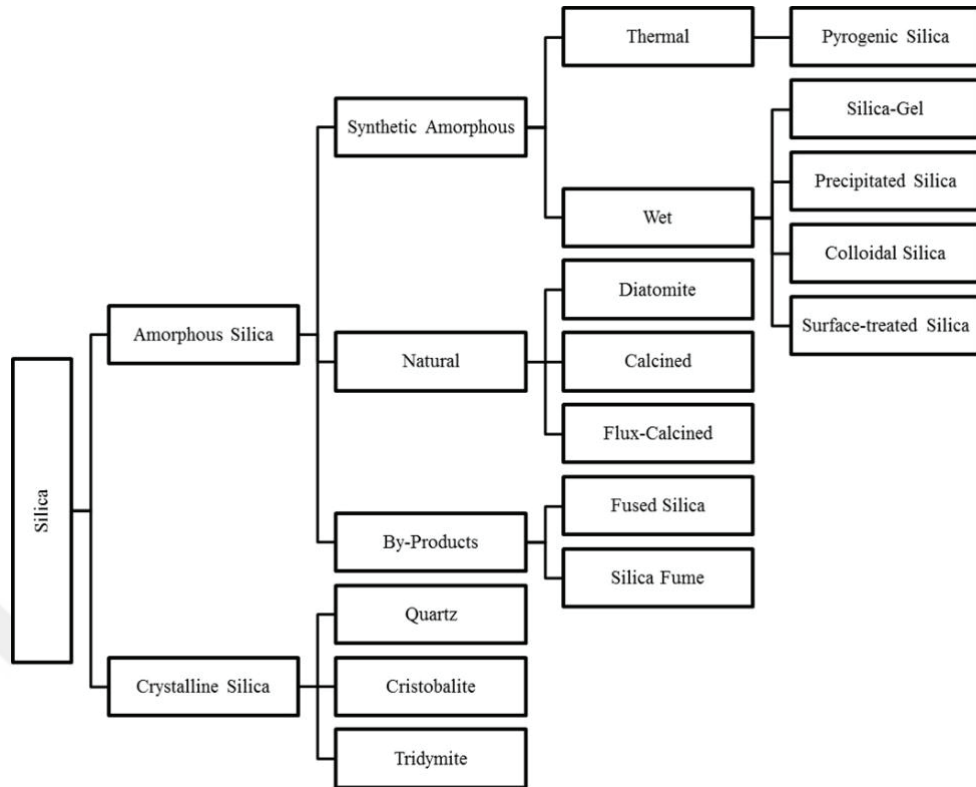 Thermal
Pyrogenic Silica
Silica-Gel
Synthetic Amorphous
Precipitated Silica
Wet
Colloidal Silica
Diatomite
Surface-treated Silica
Amorphous Silica
Natural
Calcined
Flux-Calcined
Silica
Fused Silica
By-Products
Silica Fume
Quartz
Crystalline Silica
Cristobalite
Tridymite